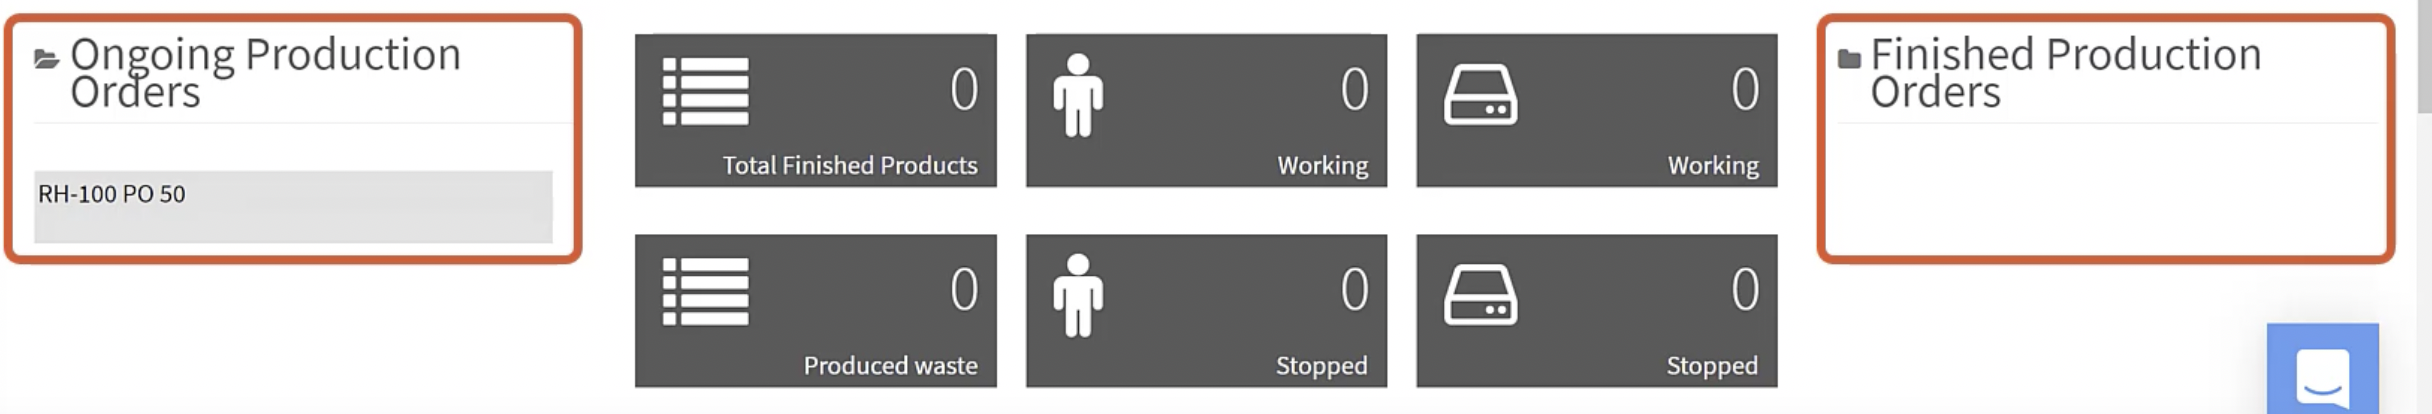 Ongoing Production
Orders
RH-100 PO 50
0
Total Finished Products
0
Working
0
Working
0
Produced waste
0
Stopped
0
Stopped
Finished Production
Orders